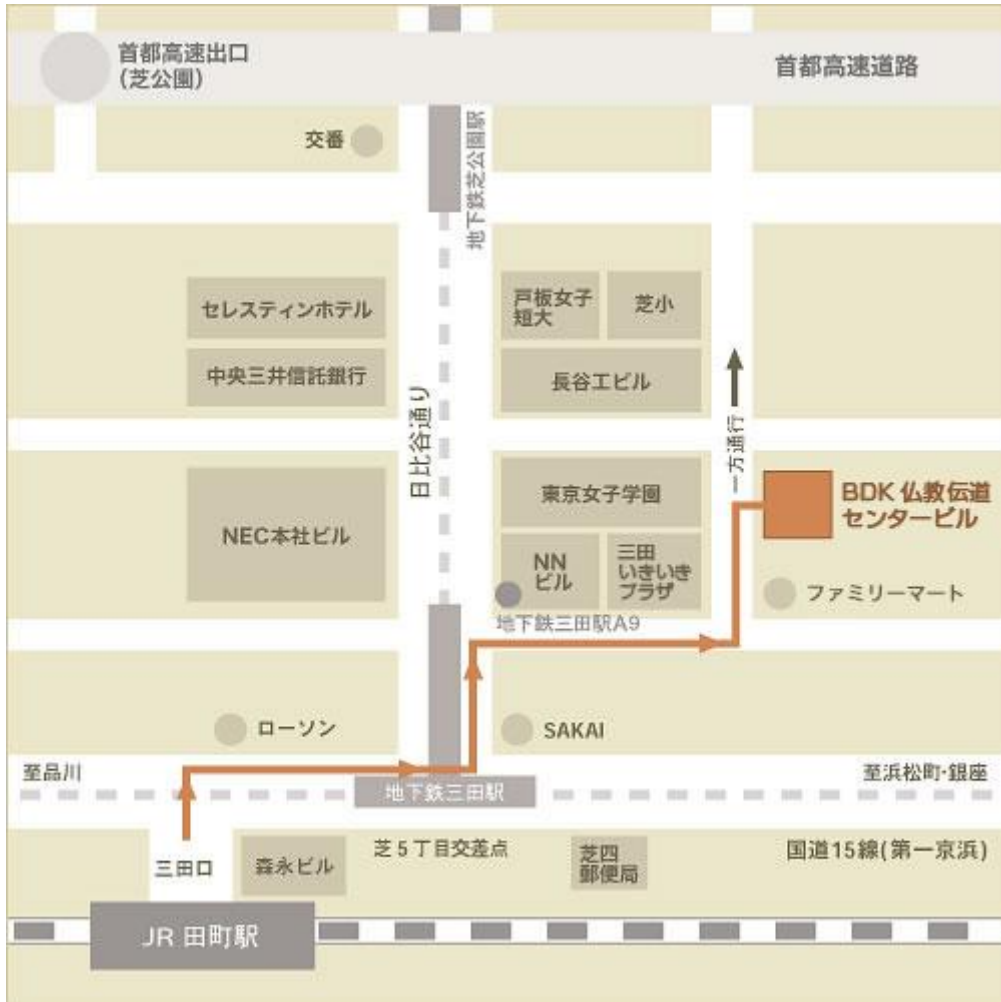 首都高速出口
(芝公園)
首都高速道路
交番
地下鉄芝公園駅
セレスティンホテル
戸板女子
短大
芝小
中央三井信託銀行
長谷工ビル
日比谷通り
一方通行
NEC本社ビル
東京女子学園
BDK 仏教伝道
センタービル
NN
ビル
三田
いきいき
プラザ
ファミリーマート
地下鉄三田駅A9
ローソン
SAKAI
至品川
至浜松町・銀座
地下鉄三田駅
三田口
森永ビル
芝5丁目交差点
芝四
郵便局
国道15線(第一京浜)
JR 田町駅